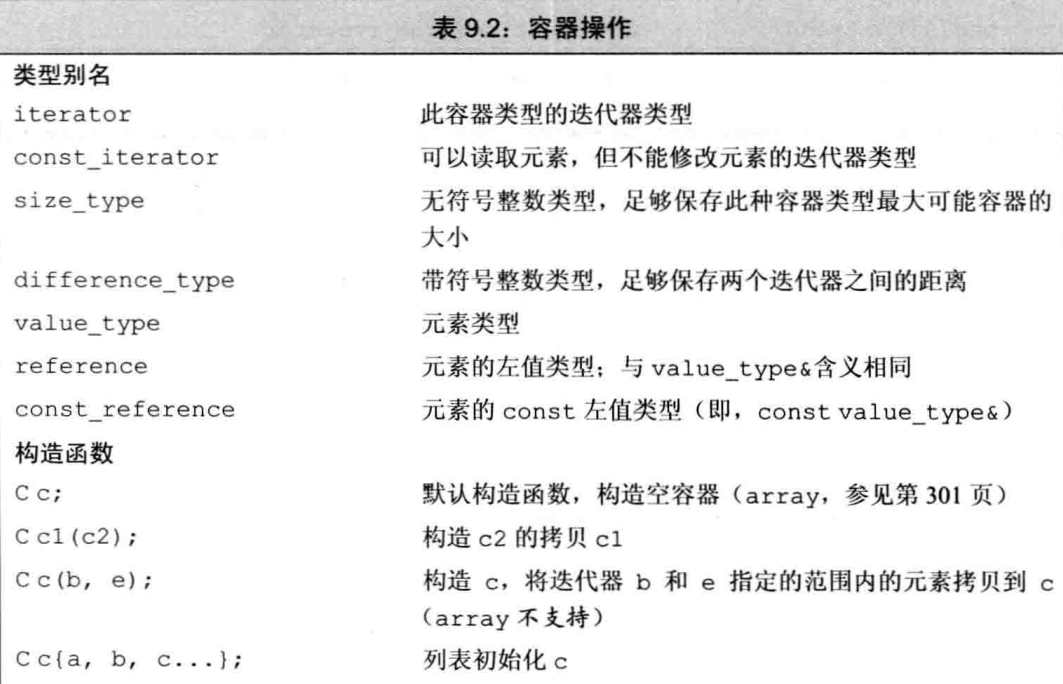 表 9.2：容器操作
类型别名
iterator 此容器类型的迭代器类型
const_iterator 可以读取元素，但不能修改元素的迭代器类型
size_type 无符号整数类型，足够保存此种容器类型最大可能容器的
大小
difference_type 带符号整数类型，足够保存两个迭代器之间的距离
value_type 元素类型
reference 元素的左值类型；与 value_type&含义相同
const_reference 元素的 const 左值类型（即，const value_type&）
构造函数
C c; 默认构造函数，构造空容器（array，参见第 301 页）
C c1(c2); 构造 c2 的拷贝 c1
C c(b, e); 构造 c，将迭代器 b 和 e 指定的范围内的元素拷贝到 c
（array 不支持）
C c{a, b, c...}; 列表初始化 c